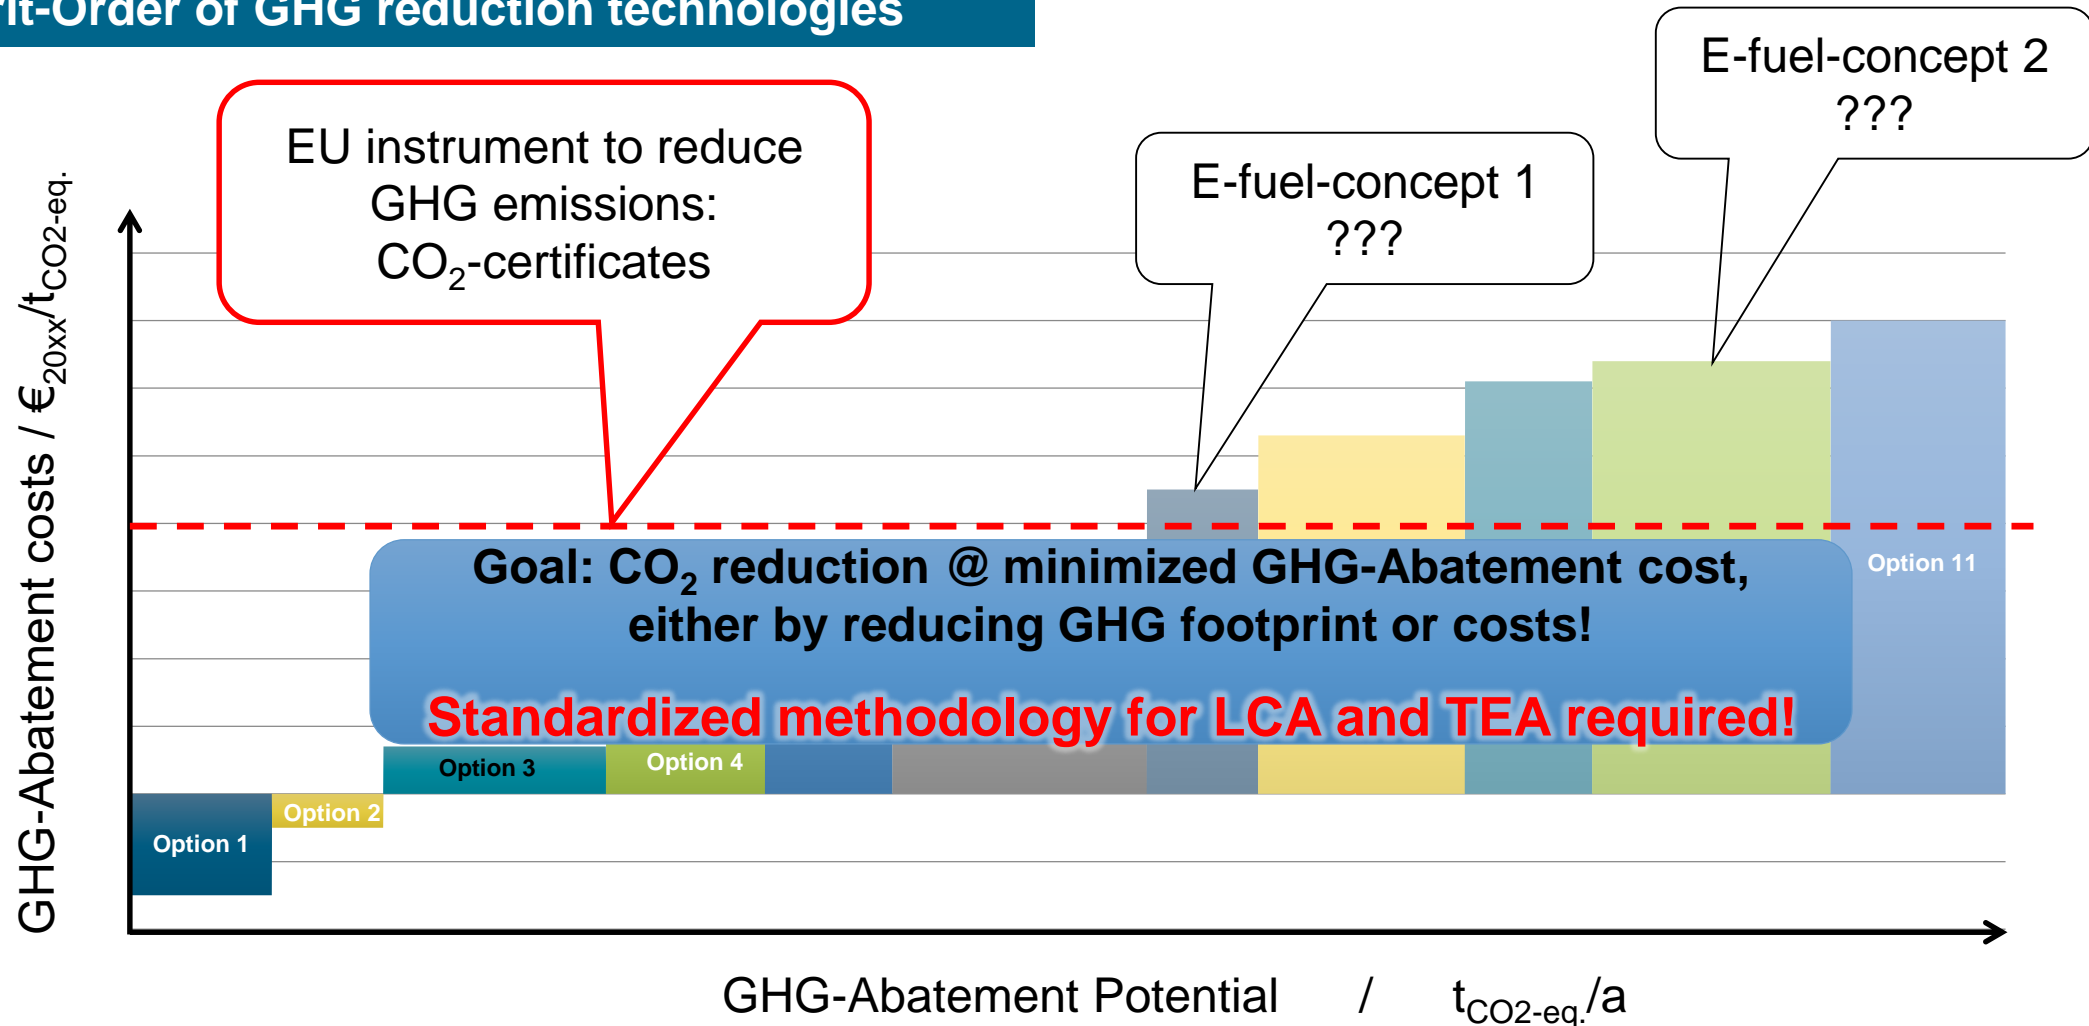 rit-Order of GHG reduction technologies
E-fuel-concept 2
???
EU instrument to reduce
GHG emissions:
CO₂-certificates
E-fuel-concept 1
???
GHG-Abatement costs / €20xx/tCO2-eq.
Goal: CO₂ reduction @ minimized GHG-Abatement cost,
either by reducing GHG footprint or costs!
Standardized methodology for LCA and TEA required!
Option 11
Option 3
Option 4
Option 2
Option 1
GHG-Abatement Potential / tCO2-eq./a